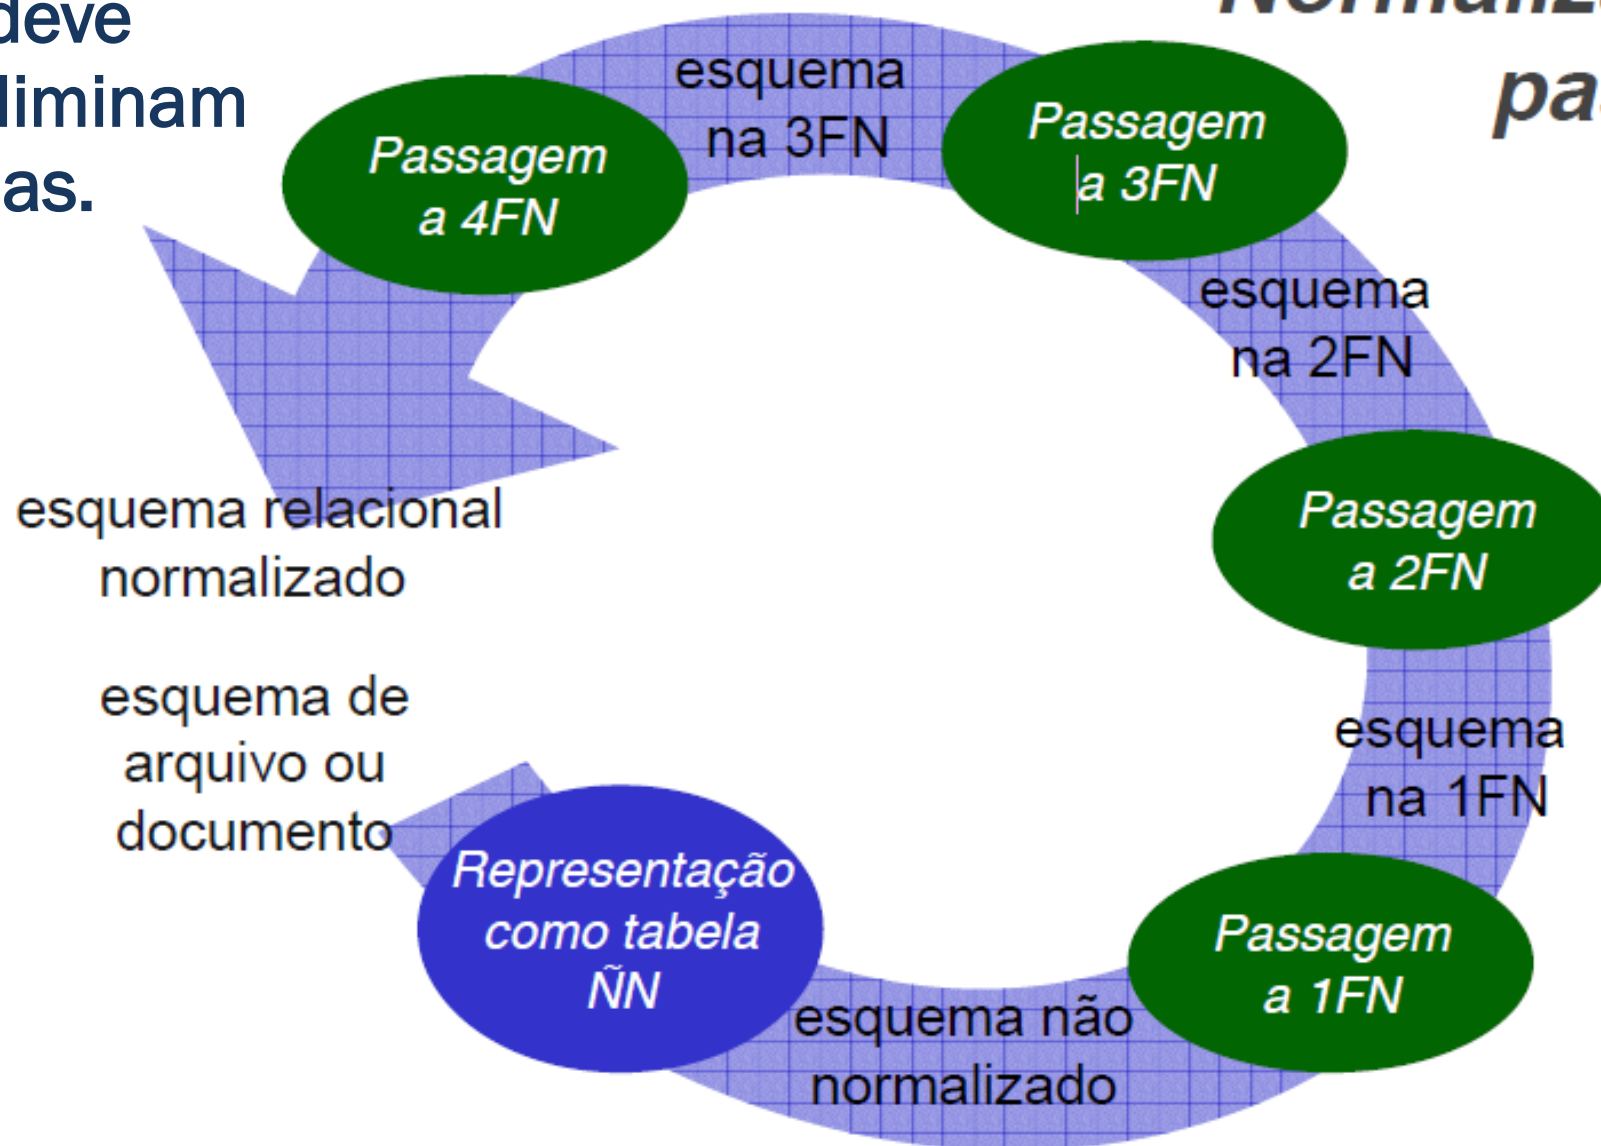 deve
liminam
as.
esquema
na 3FN
Passagem
a 3FN
Passagem
a 4FN
esquema
na 2FN
Passagem
a 2FN
esquema relacional
normalizado
esquema de
arquivo ou
documento
esquema
na 1FN
Representação
como tabela
ÑN
Passagem
a 1FN
esquema não
normalizado